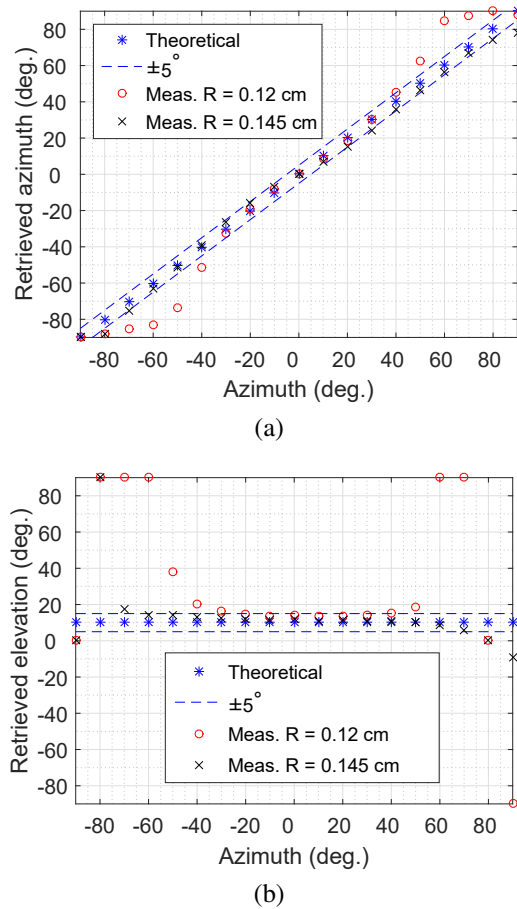 80
60
40
20
0
-20
-40
-60
-80
Retrieved azimuth (deg.)
Theoretical
±5°
Meas. R = 0.12 cm
Meas. R = 0.145 cm
-80 -60 -40 -20 0 20 40 60 80
Azimuth (deg.)
(a)
80
60
40
20
0
-20
-40
-60
-80
Retrieved elevation (deg.)
Theoretical
±5°
Meas. R = 0.12 cm
Meas. R = 0.145 cm
-80 -60 -40 -20 0 20 40 60 80
Azimuth (deg.)
(b)